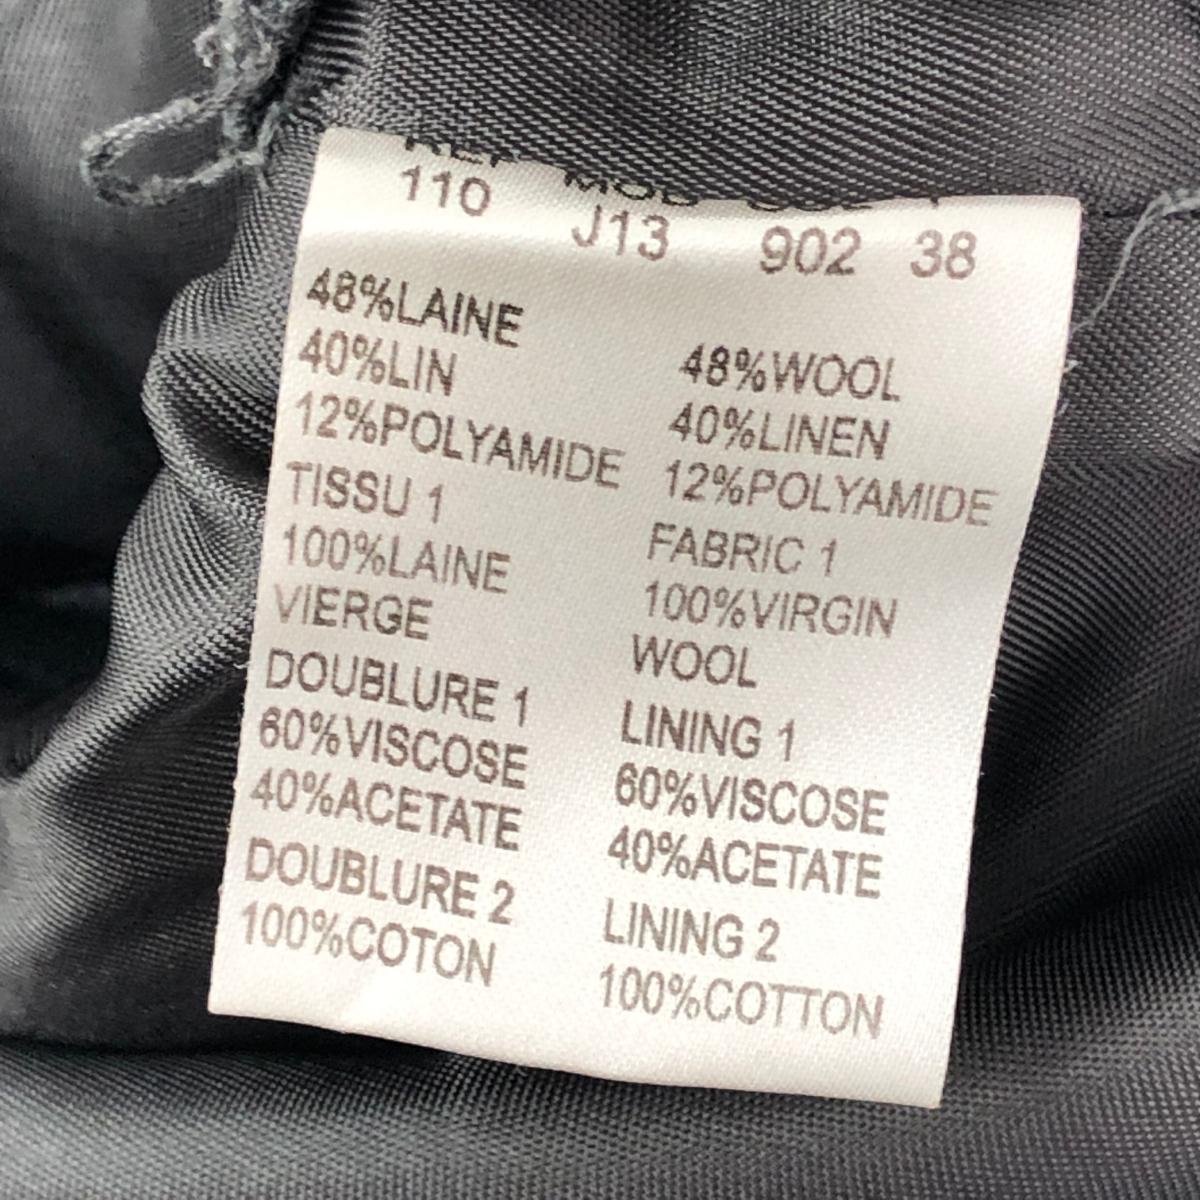 110 J13 902 38
48%LAINE
40%LIN
12%POLYAMIDE
TISSU 1
100%LAINE
VIERGE
DOUBLURE 1
60%VISCOSE
40%ACETATE
DOUBLURE 2
100%COTON
48%WOOL
40%LINEN
12%POLYAMIDE
FABRIC 1
100%VIRGIN
WOOL
LINING 1
60%VISCOSE
40%ACETATE
LINING 2
100%COTTON